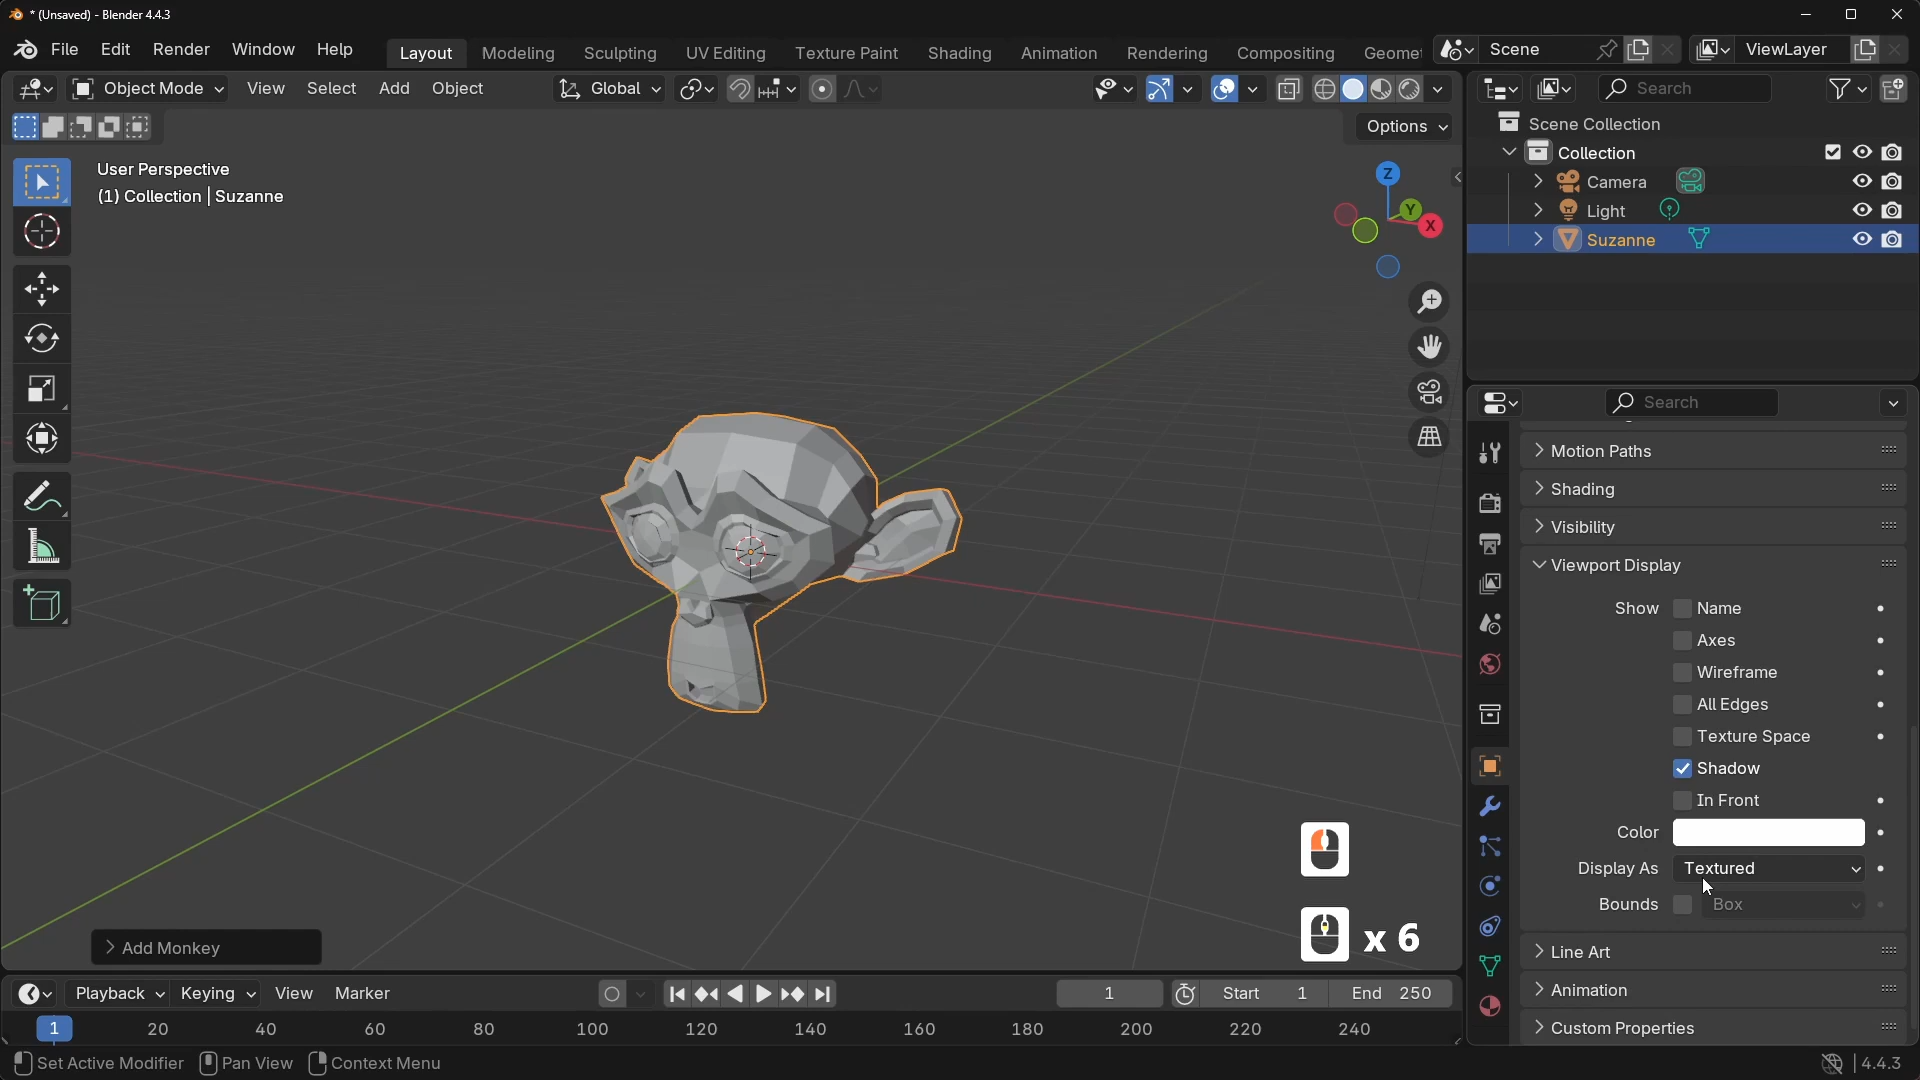 * (Unsaved) - Blender 4.4.3
File Edit Render Window Help Layout Modeling Sculpting UV Editing Texture Paint Shading Animation Rendering Compositing Geomet Scene ViewLayer
Object Mode View Select Add Object Global Search
Options
User Perspective
(1) Collection | Suzanne
Z
Y
X
Scene Collection
Collection
Camera
Light
Suzanne
Search
Motion Paths
Shading
Visibility
Viewport Display
Show Name
Axes
Wireframe
All Edges
Texture Space
Shadow
In Front
Color
Display As Textured
Bounds Box
Line Art
Animation
Custom Properties
x 6
Add Monkey
Playback Keying View Marker 1 Start 1 End 250
1 20 40 60 80 100 120 140 160 180 200 220 240
Set Active Modifier Pan View Context Menu 4.4.3